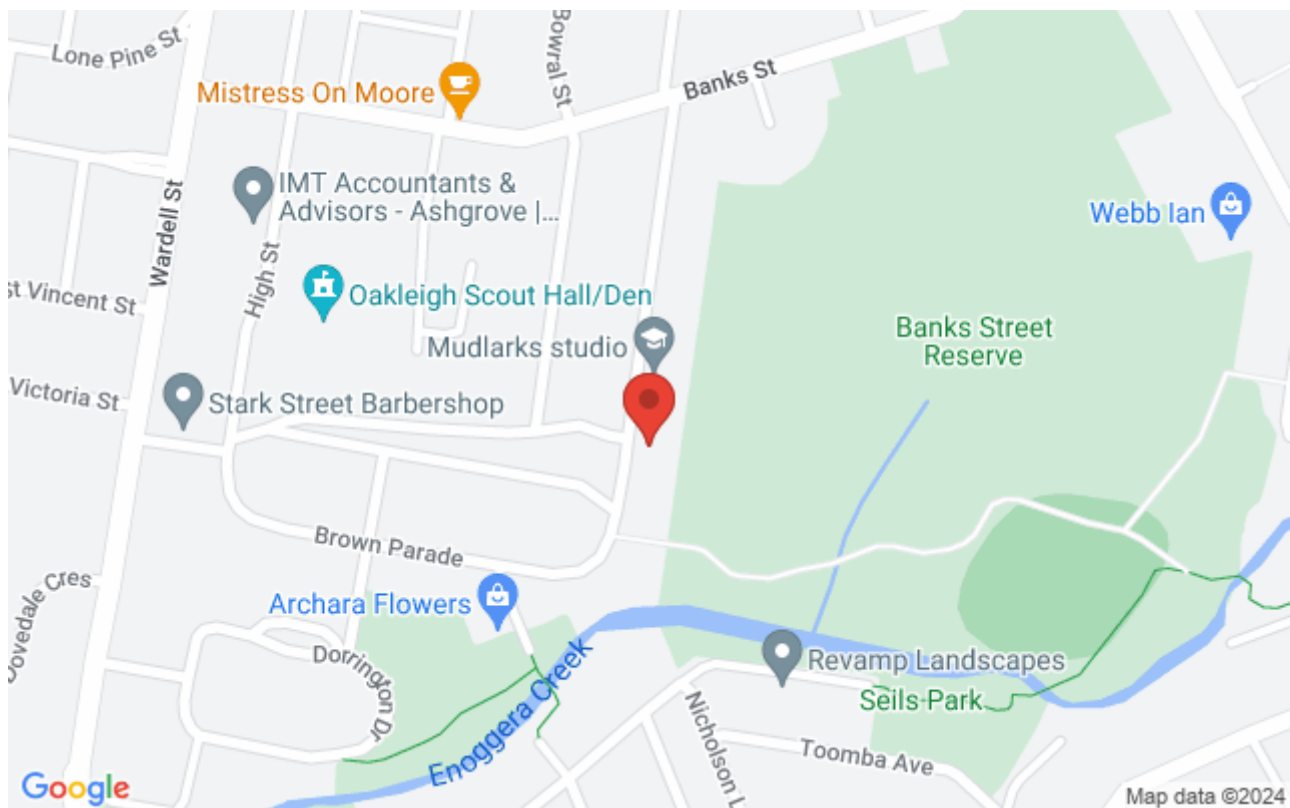 Lone Pine St
Bowral St
Banks St
Mistress On Moore
Wardell St
IMT Accountants &
Advisors - Ashgrove |...
Webb Ian
High St
st Vincent St
Oakleigh Scout Hall/Den
Banks Street
Reserve
Mudlarks studio
Victoria St
Stark Street Barbershop
Brown Parade
Dovedale Cres
Archara Flowers
Dorrington Dr
Enoggera Creek
Revamp Landscapes
Seils Park
Nicholson L
Toomba Ave
Google
Map data ©2024